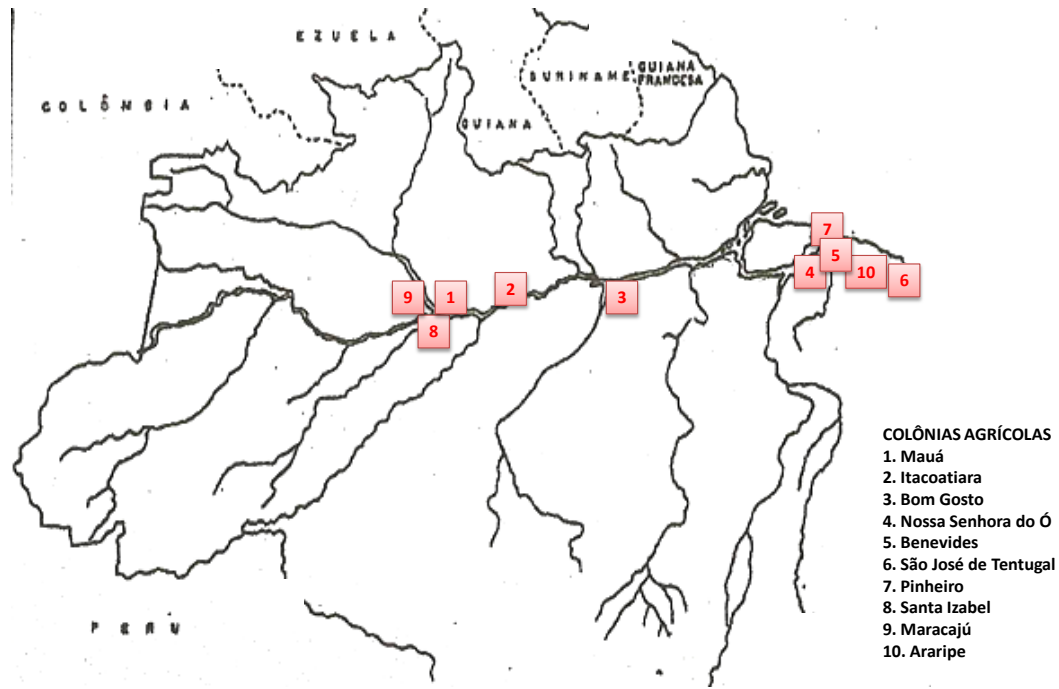 EZUELA
COLÔMBIA
SURINAME
GUIANA
FRANCESA
GUIANA
7
5
4
10
6
9
1
2
3
8
PERU
COLÔNIAS AGRÍCOLAS
1. Mauá
2. Itacoatiara
3. Bom Gosto
4. Nossa Senhora do Ó
5. Benevides
6. São José de Tentugal
7. Pinheiro
8. Santa Izabel
9. Maracajú
10. Araripe